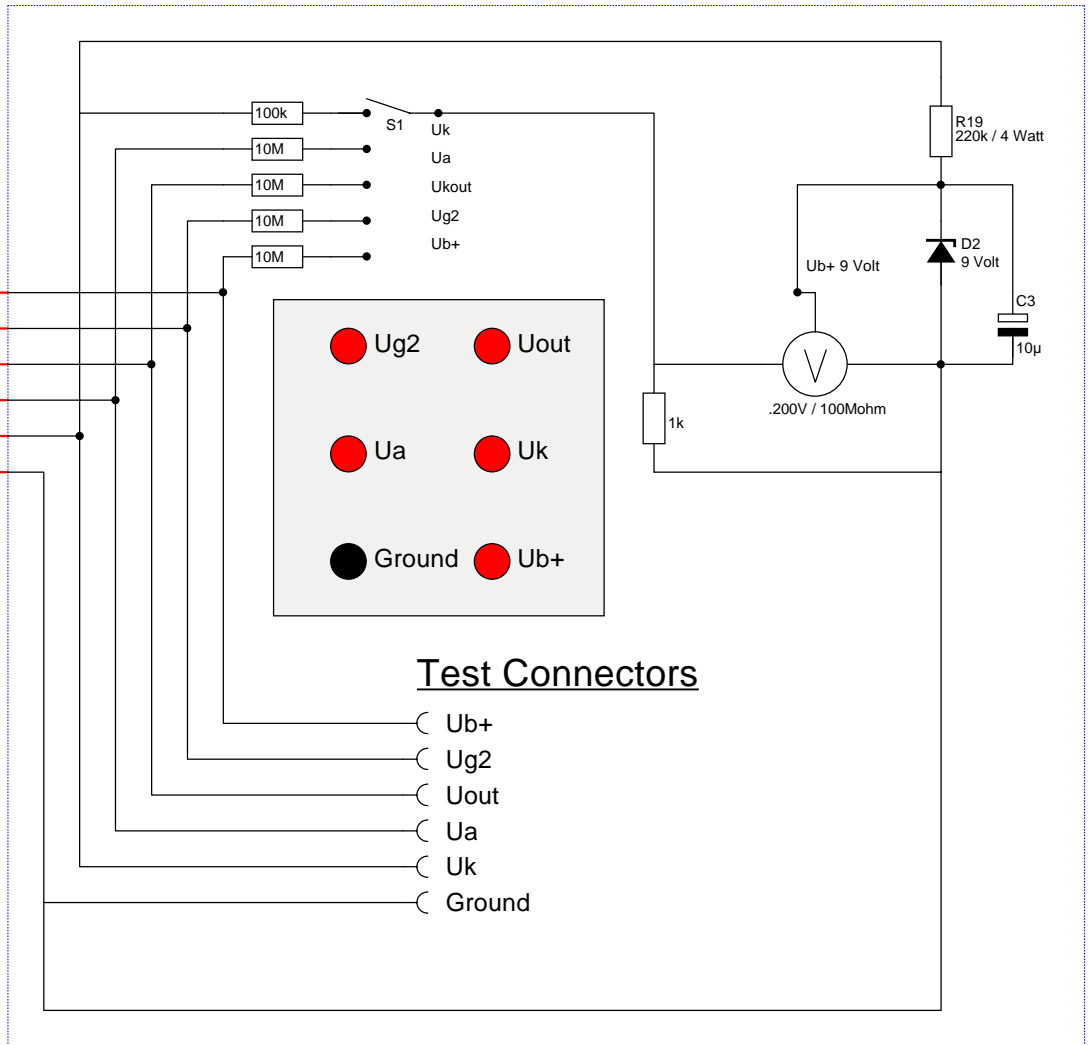 100k
10M
10M
10M
10M
S1
Uk
Ua
Ukout
Ug2
Ub+
R19
220k / 4 Watt
D2
9 Volt
Ub+ 9 Volt
C3
10µ
V
.200V / 100Mohm
1k
Ug2
Uout
Ua
Uk
Ground
Ub+
Test Connectors
Ub+
Ug2
Uout
Ua
Uk
Ground